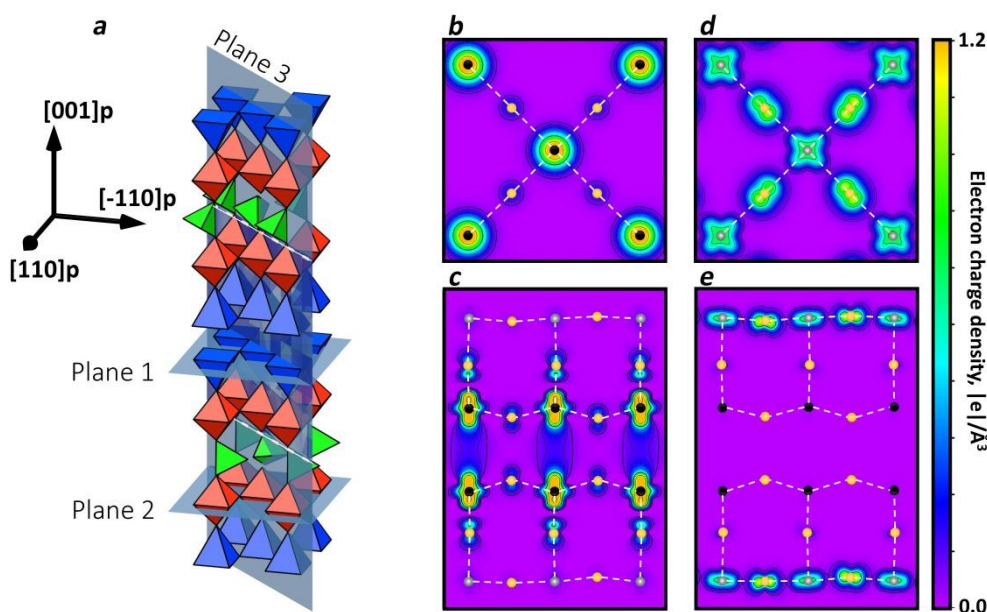 a
Plane 3
[001]p
[-110]p
[110]p
Plane 1
Plane 2
b
d
c
e
1.2
Electron charge density, |e|/Å³
0.0